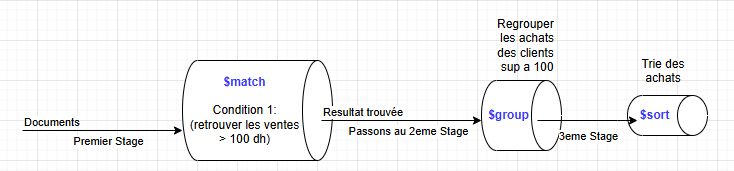 Documents
Premier Stage
$match
Condition 1:
(retrouver les ventes
> 100 dh)
Resultat trouvée
Passons au 2eme Stage
Regrouper
les achats
des clients
sup a 100
$group
3eme Stage
Trie des
achats
$sort